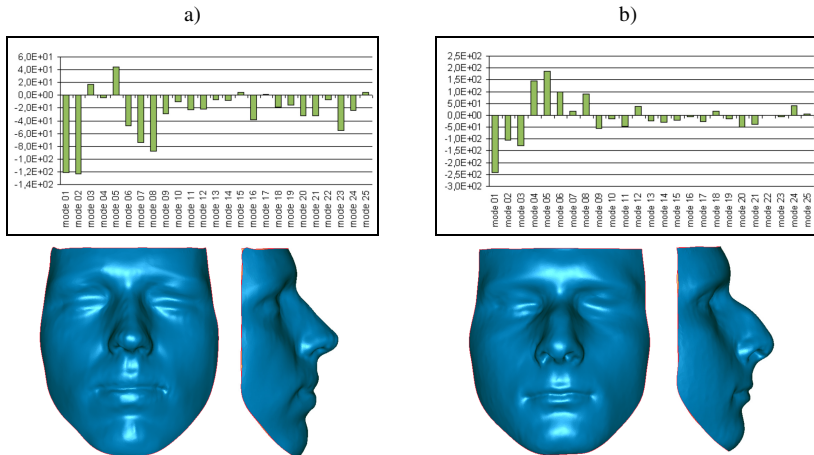 a)
6,0E+01
4,0E+01
2,0E+01
0,0E+00
-2,0E+01
-4,0E+01
-6,0E+01
-8,0E+01
-1,0E+02
-1,2E+02
-1,4E+02
mode 01
mode 02
mode 03
mode 04
mode 05
mode 06
mode 07
mode 08
mode 09
mode 10
mode 11
mode 12
mode 13
mode 14
mode 15
mode 16
mode 17
mode 18
mode 19
mode 20
mode 21
mode 22
mode 23
mode 24
mode 25
b)
2,5E+02
2,0E+02
1,5E+02
1,0E+02
5,0E+01
0,0E+00
-5,0E+01
-1,0E+02
-1,5E+02
-2,0E+02
-2,5E+02
-3,0E+02
mode 01
mode 02
mode 03
mode 04
mode 05
mode 06
mode 07
mode 08
mode 09
mode 10
mode 11
mode 12
mode 13
mode 14
mode 15
mode 16
mode 17
mode 18
mode 19
mode 20
mode 21
mode 22
mode 23
mode 24
mode 25